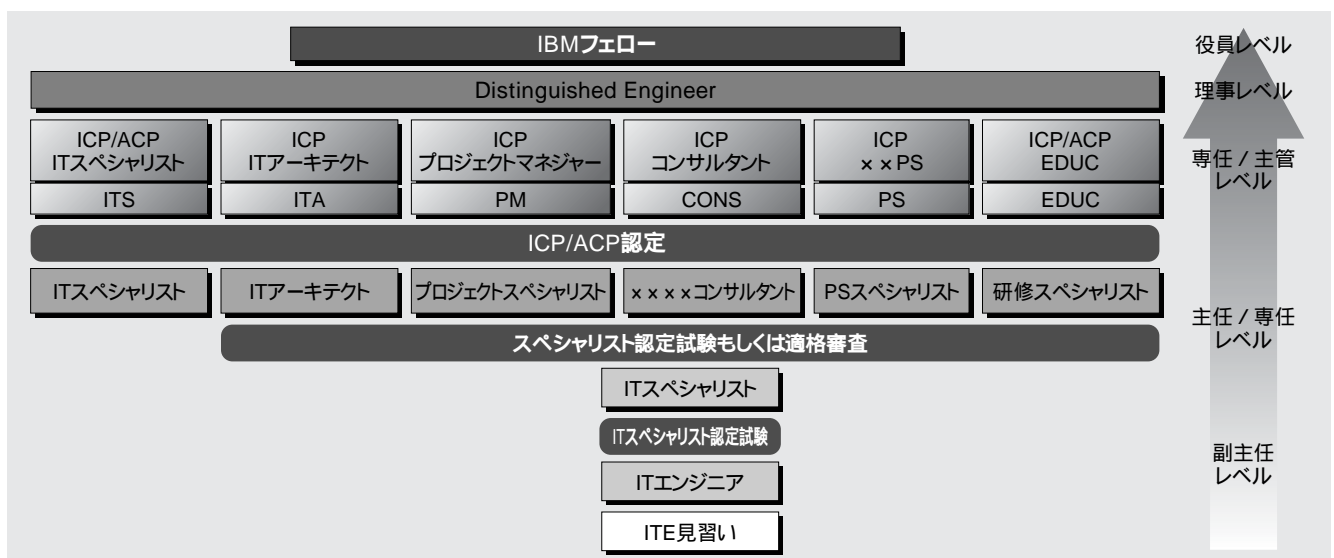 IBMフェロー
役員レベル
Distinguished Engineer
理事レベル
ICP/ACP
ITスペシャリスト
ICP
ITアーキテクト
ICP
プロジェクトマネジャー
ICP
コンサルタント
ICP
××PS
ICP/ACP
EDUC
専任 / 主管
レベル
ITS
ITA
PM
CONS
PS
EDUC
ICP/ACP認定
ITスペシャリスト
ITアーキテクト
プロジェクトスペシャリスト
××××コンサルタント
PSスペシャリスト
研修スペシャリスト
主任 / 専任
レベル
スペシャリスト認定試験もしくは適格審査
ITスペシャリスト
ITスペシャリスト認定試験
副主任
レベル
ITエンジニア
ITE見習い